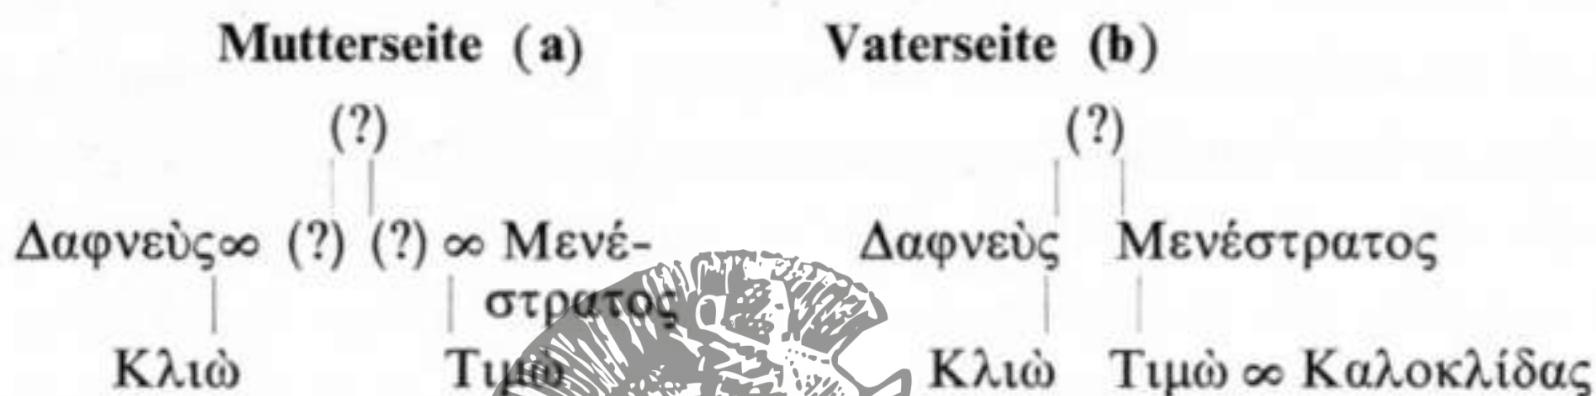 Mutterseite (a) Vaterseite (b)
(?) (?)
Δαφνεὺς∞ (?) (?) ∞ Μενέ- Δαφνεὺς Μενέστρατος
στρατος
Κλιὼ Τιμὼ Κλιὼ Τιμὼ ∞ Καλοκλίδας